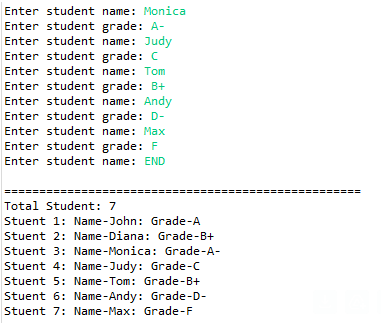 Enter student name: Monica
Enter student grade: A-
Enter student name: Judy
Enter student grade: C
Enter student name: Tom
Enter student grade: B+
Enter student name: Andy
Enter student grade: D-
Enter student name: Max
Enter student grade: F
Enter student name: END
===================================================
Total Student: 7
Stuent 1: Name-John: Grade-A
Stuent 2: Name-Diana: Grade-B+
Stuent 3: Name-Monica: Grade-A-
Stuent 4: Name-Judy: Grade-C
Stuent 5: Name-Tom: Grade-B+
Stuent 6: Name-Andy: Grade-D-
Stuent 7: Name-Max: Grade-F